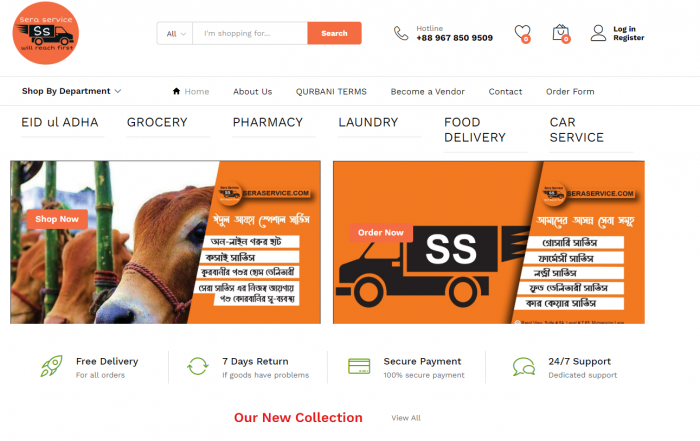 Sera service
SS
will reach first
All
I'm shopping for...
Search
Hotline
+88 967 850 9509
0
0
Log in
Register
Shop By Department
Home
About Us
QURBANI TERMS
Become a Vendor
Contact
Order Form
EID ul ADHA
GROCERY
PHARMACY
LAUNDRY
FOOD
DELIVERY
CAR
SERVICE
SERASERVICE.COM
Shop Now
ঈদুল আযহা স্পেশাল সার্ভিস
অন-লাইন গরুর হাট
কসাই সার্ভিস
কুরবানীর পশুর হোম ডেলিভারী
সেরা সার্ভিস এর নিজস্ব জায়গায়
পশু কোরবানির সু-ব্যবস্থা
SERASERVICE.COM
Order Now
SS
আমাদের আরো সেবা সমূহ
গ্রোসারি সার্ভিস
ফার্মেসী সার্ভিস
লন্ড্রী সার্ভিস
ফুড ডেলিভারী সার্ভিস
কার কেয়ার সার্ভিস
Free Delivery
For all orders
7 Days Return
If goods have problems
Secure Payment
100% secure payment
24/7 Support
Dedicated support
Our New Collection
View All